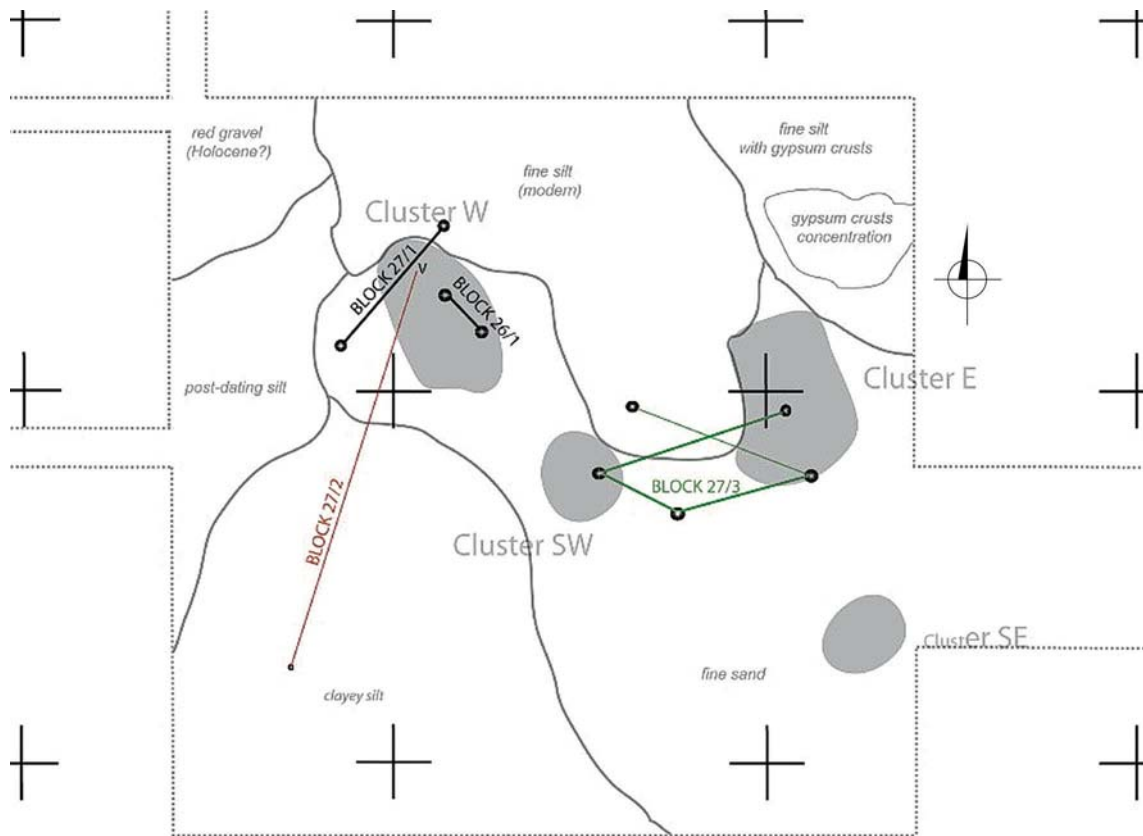 red gravel
(Holocene?)
fine silt
with gypsum crusts
fine silt
(modern)
Cluster W
gypsum crusts
concentration
BLOCK 27/1
BLOCK 26/1
post-dating silt
Cluster E
BLOCK 27/2
BLOCK 27/3
Cluster SW
Cluster SE
fine sand
clayey silt